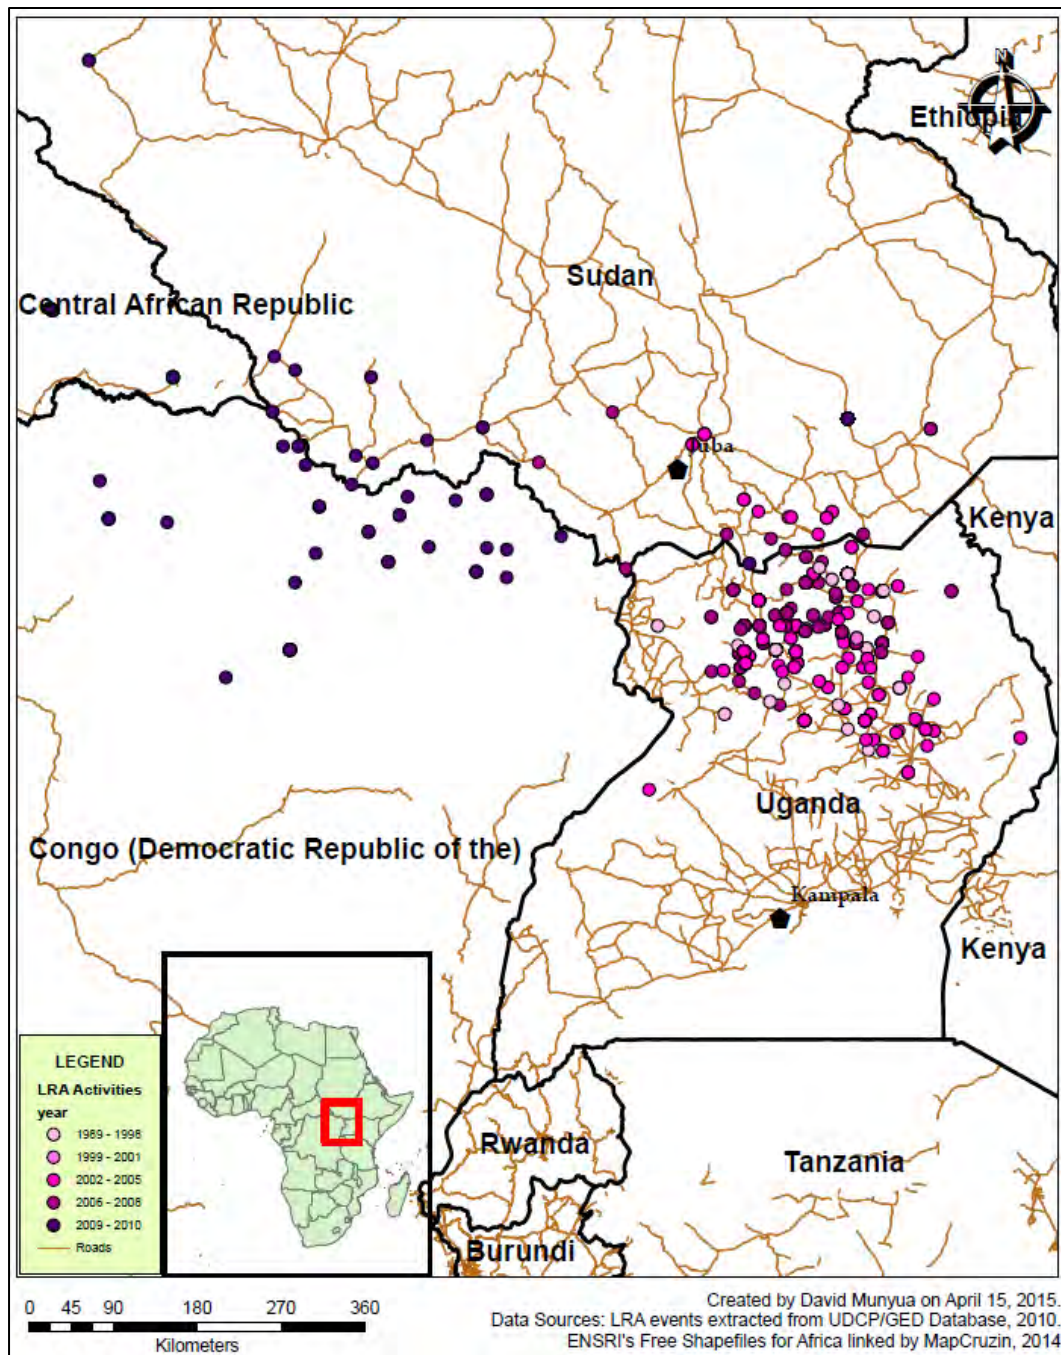 N
Ethiopia
Sudan
Central African Republic
Juba
Kenya
Uganda
Congo (Democratic Republic of the)
Kampala
Kenya
LEGEND
LRA Activities
year
1989 - 1998
1999 - 2001
2002 - 2005
2006 - 2008
2009 - 2010
Roads
Rwanda
Tanzania
Burundi
0 45 90 180 270 360
Kilometers
Created by David Munyua on April 15, 2015.
Data Sources: LRA events extracted from UDCP/GED Database, 2010.
ENSRI's Free Shapefiles for Africa linked by MapCruzin, 2014